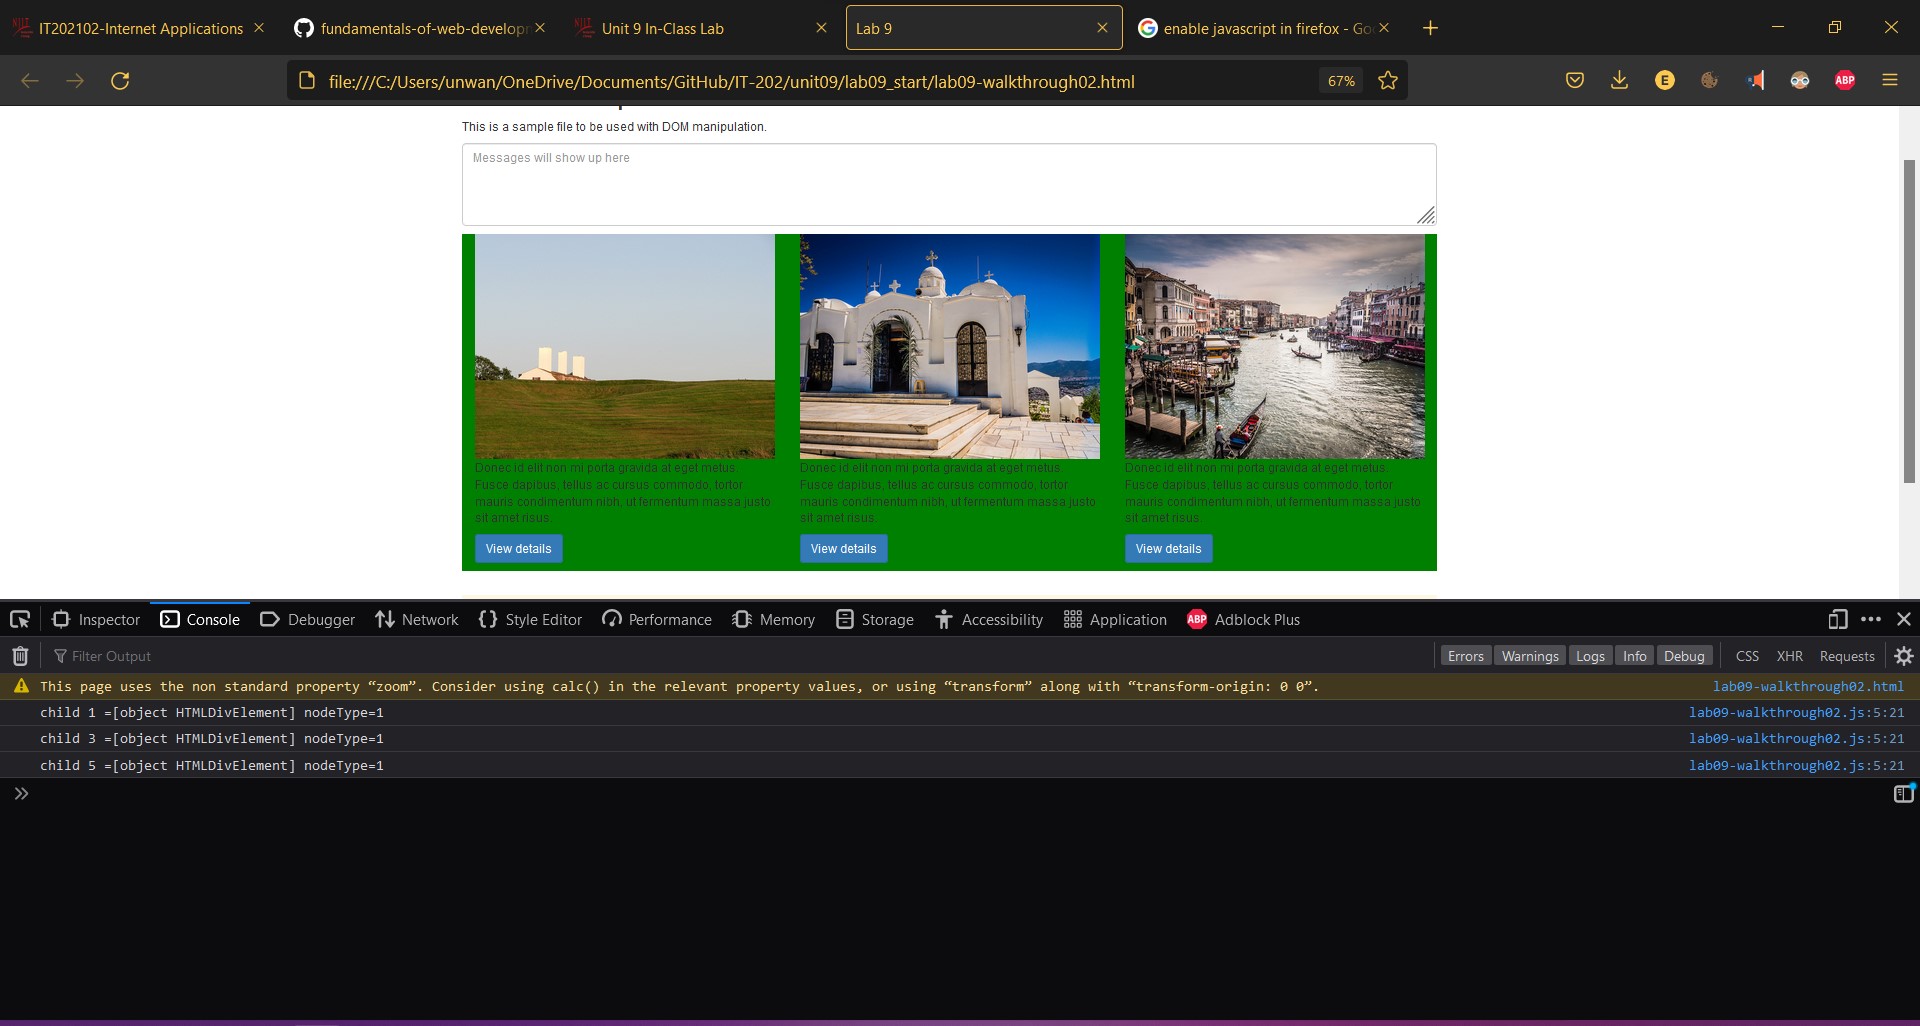 IT202102-Internet Applications
fundamentals-of-web-develop
Unit 9 In-Class Lab
Lab 9
enable javascript in firefox - Go
file:///C:/Users/unwan/OneDrive/Documents/GitHub/IT-202/unit09/lab09_start/lab09-walkthrough02.html
67%
E
ABP
This is a sample file to be used with DOM manipulation.
Messages will show up here
Donec id elit non mi porta gravida at eget metus.
Fusce dapibus, tellus ac cursus commodo, tortor
mauris condimentum nibh, ut fermentum massa justo
sit amet risus.
View details
Donec id elit non mi porta gravida at eget metus.
Fusce dapibus, tellus ac cursus commodo, tortor
mauris condimentum nibh, ut fermentum massa justo
sit amet risus.
View details
Donec id elit non mi porta gravida at eget metus.
Fusce dapibus, tellus ac cursus commodo, tortor
mauris condimentum nibh, ut fermentum massa justo
sit amet risus.
View details
Inspector Console Debugger Network Style Editor Performance Memory Storage Accessibility Application ABP Adblock Plus
Filter Output Errors Warnings Logs Info Debug CSS XHR Requests
This page uses the non standard property “zoom”. Consider using calc() in the relevant property values, or using “transform” along with “transform-origin: 0 0”. lab09-walkthrough02.html
child 1 =[object HTMLDivElement] nodeType=1 lab09-walkthrough02.js:5:21
child 3 =[object HTMLDivElement] nodeType=1 lab09-walkthrough02.js:5:21
child 5 =[object HTMLDivElement] nodeType=1 lab09-walkthrough02.js:5:21